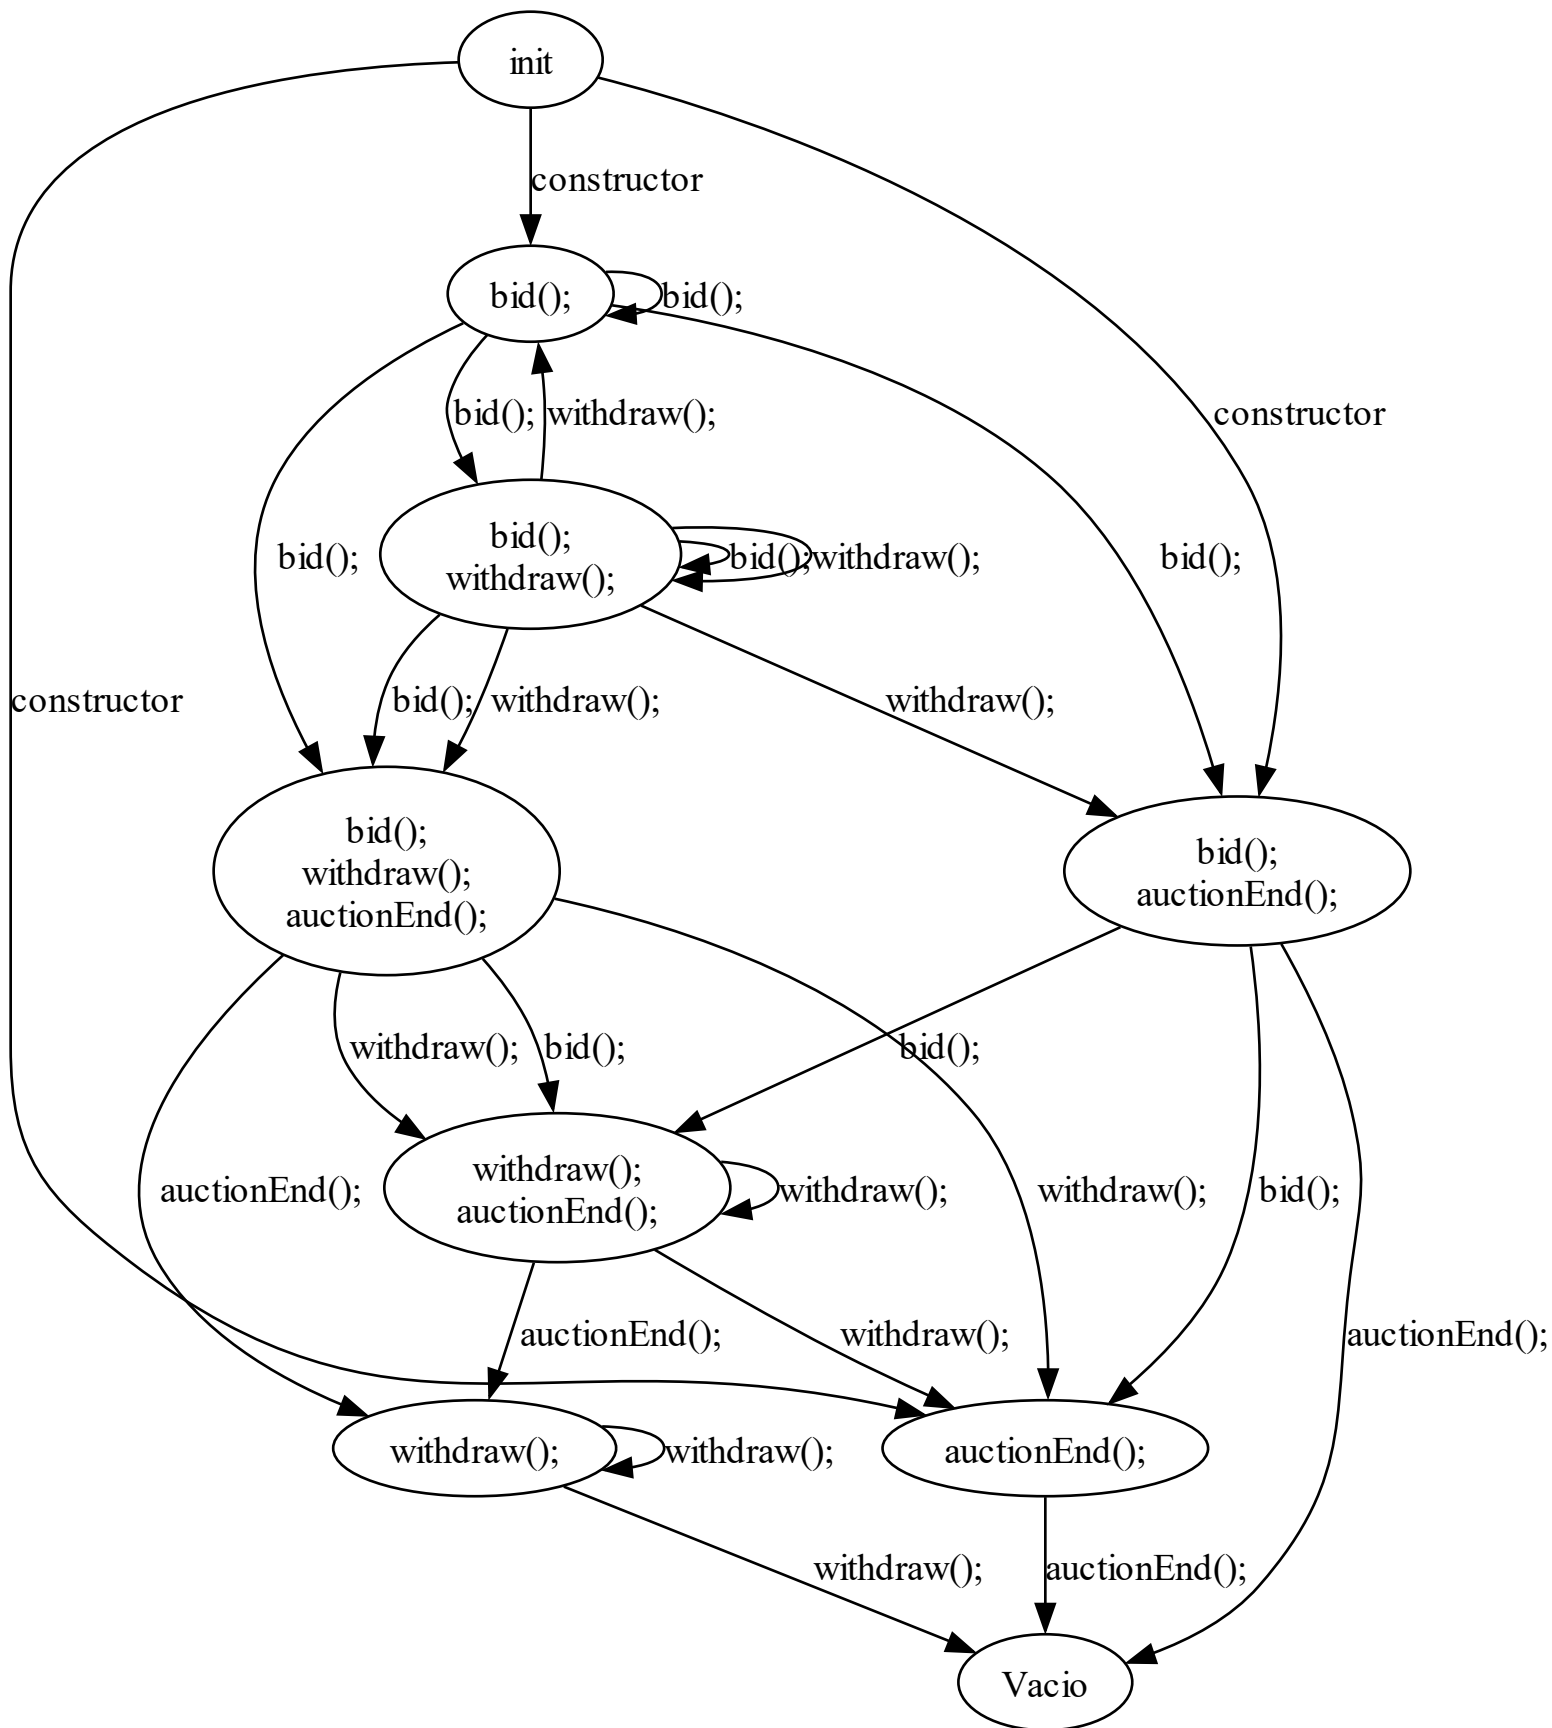 init
constructor
bid();
bid();
bid();
withdraw();
constructor
bid();
withdraw();
bid();
bid();
withdraw();
bid();
constructor
bid();
withdraw();
withdraw();
bid();
withdraw();
auctionEnd();
bid();
auctionEnd();
withdraw();
bid();
bid();
auctionEnd();
withdraw();
auctionEnd();
withdraw();
withdraw();
bid();
auctionEnd();
withdraw();
auctionEnd();
withdraw();
withdraw();
auctionEnd();
withdraw();
auctionEnd();
Vacio